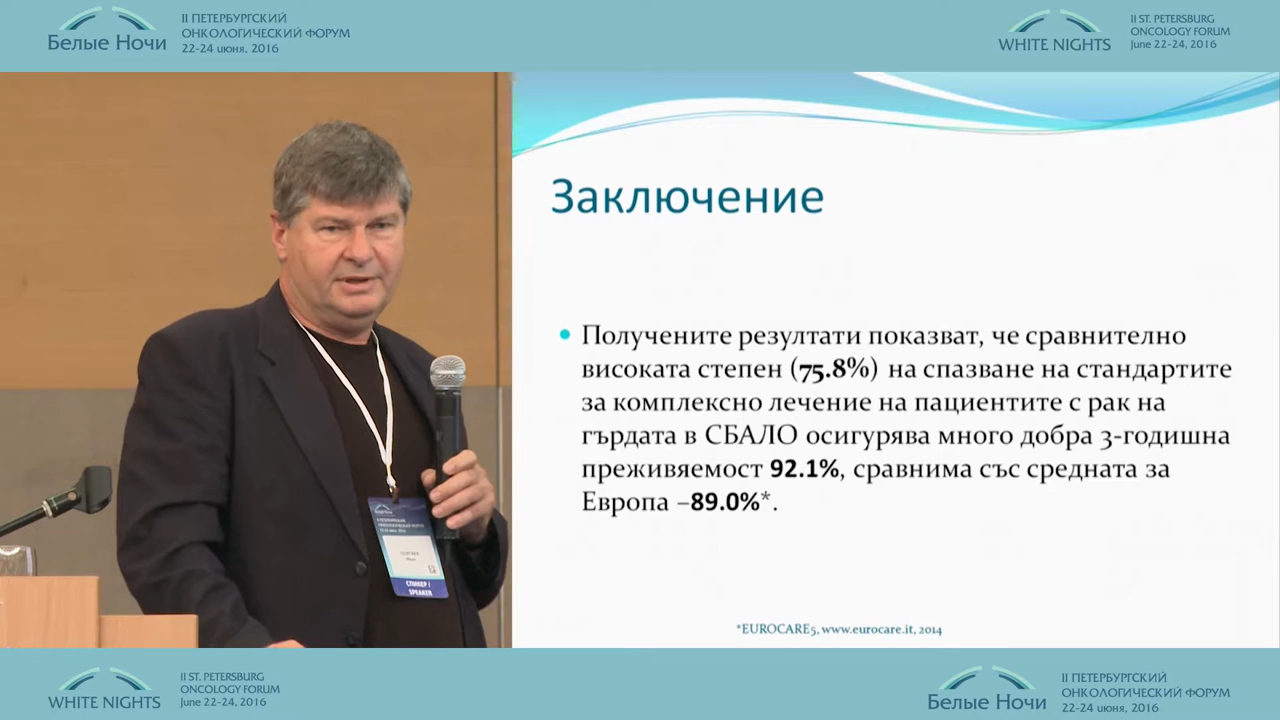 Белые Ночи
II ПЕТЕРБУРГСКИЙ
ОНКОЛОГИЧЕСКИЙ ФОРУМ
22-24 июня, 2016
WHITE NIGHTS
II ST. PETERSBURG
ONCOLOGY FORUM
June 22-24, 2016
Заключение
Получените резултати показват, че сравнително
високата степен (75.8%) на спазване на стандартите
за комплексно лечение на пациентите с рак на
гърдата в СБАЛО осигурява много добра 3-годишна
преживяемост 92.1%, сравнима със средната за
Европа –89.0%*.
*EUROCARE5, www.eurocare.it, 2014
СПИКЕР /
SPEAKER
WHITE NIGHTS
II ST. PETERSBURG
ONCOLOGY FORUM
June 22-24, 2016
Белые Ночи
II ПЕТЕРБУРГСКИЙ
ОНКОЛОГИЧЕСКИЙ ФОРУМ
22-24 июня, 2016